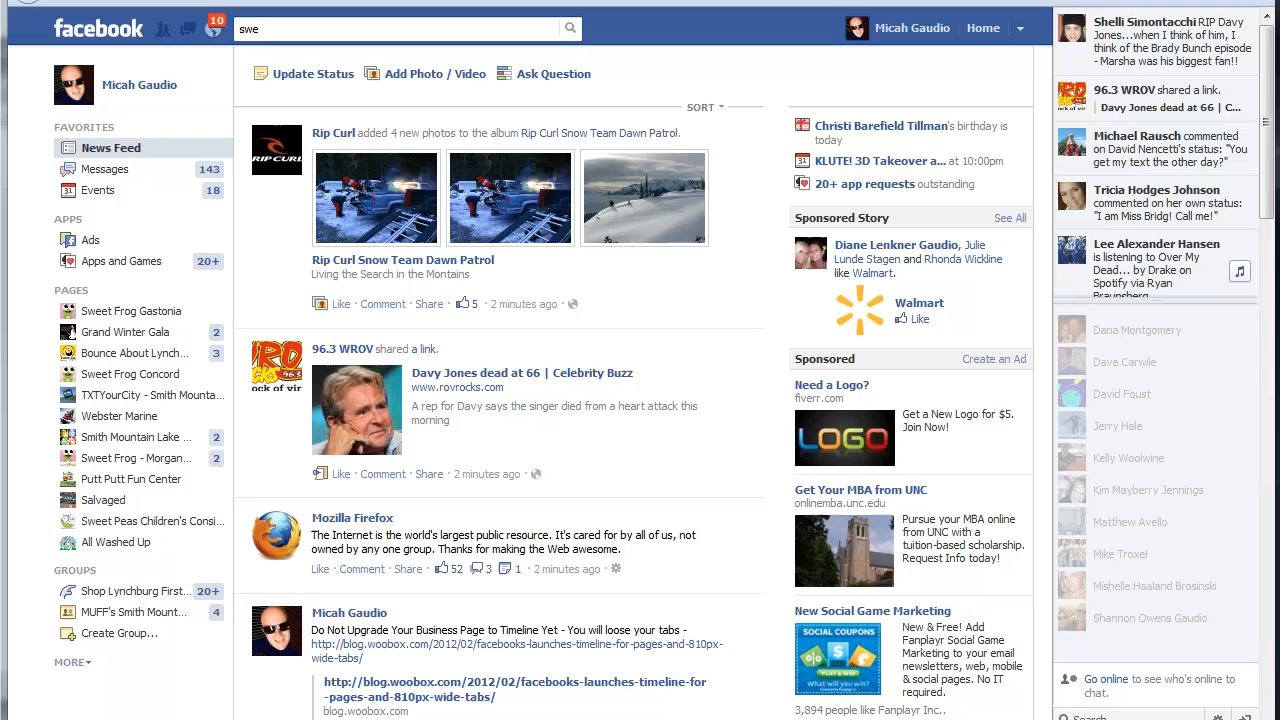 facebook
10
swe
Micah Gaudio
Home
Micah Gaudio
FAVORITES
News Feed
Messages
143
Events
18
APPS
Ads
Apps and Games
20+
PAGES
Sweet Frog Gastonia
Grand Winter Gala
2
Bounce About Lynch...
3
Sweet Frog Concord
TXTYourCity - Smith Mounta...
Webster Marine
Smith Mountain Lake ...
2
Sweet Frog - Morgan...
2
Putt Putt Fun Center
Salvaged
Sweet Peas Children's Consi...
All Washed Up
GROUPS
Shop Lynchburg First...
20+
MUFF's Smith Mount...
4
Create Group...
MORE
Update Status
Add Photo / Video
Ask Question
SORT
RIP CURL
Rip Curl added 4 new photos to the album Rip Curl Snow Team Dawn Patrol.
Rip Curl Snow Team Dawn Patrol
Living the Search in the Montains
Like · Comment · Share · 5 · 2 minutes ago ·
96.3 WROV shared a link.
Davy Jones dead at 66 | Celebrity Buzz
www.rovrocks.com
A rep for Davy says the singer died from a heart attack this
morning
Like · Comment · Share · 2 minutes ago ·
Mozilla Firefox
The Internet is the world's largest public resource. It's cared for by all of us, not
owned by any one group. Thanks for making the Web awesome.
Like · Comment · Share · 52 3 1 · 2 minutes ago ·
Micah Gaudio
Do Not Upgrade Your Business Page to Timeline Yet - You will loose your tabs -
http://blog.woobox.com/2012/02/facebooks-launches-timeline-for-pages-and-810px-
wide-tabs/
http://blog.woobox.com/2012/02/facebooks-launches-timeline-for
-pages-and-810px-wide-tabs/
blog.woobox.com
Christi Barefield Tillman's birthday is
today
KLUTE! 3D Takeover a... at 10:00pm
20+ app requests outstanding
Sponsored Story
See All
Diane Lenkner Gaudio, Julie
Lunde Stagen and Rhonda Wickline
like Walmart.
Walmart
Like
Sponsored
Create an Ad
Need a Logo?
fiverr.com
LOGO
Get a New Logo for $5.
Join Now!
Get Your MBA from UNC
onlinemba.unc.edu
Pursue your MBA online
from UNC with a
tuition-based scholarship.
Request Info today!
New Social Game Marketing
SOCIAL COUPONS
PLAY & WIN
What will you win?
New & Free! Add
Fanplayr Social Game
Marketing to your email
newsletters, web, mobile
& social pages. No IT
required.
3,894 people like Fanplayr Inc..
Shelli Simontacchi RIP Davy
Jones...when I think of him, I
think of the Brady Bunch episode
- Marsha was his biggest fan!!
96.3 WROV shared a link.
Davy Jones dead at 66 | C...
Michael Rausch commented
on David Nencetti's status: "You
get my text the other day?"
Tricia Hodges Johnson
commented on her own status:
"I am Miss Bridg! Call me!"
Lee Alexander Hansen
is listening to Over My
Dead... by Drake on
Spotify via Ryan
Braunsberg
Dana Montgomery
Dave Carwile
David Foust
Jerry Hale
Kelly Woolwine
Kim Mayberry Jennings
Matthew Avello
Mike Troxel
Mishelle Haaland Brosinski
Shannon Owens Gaudio
Go online to see who's online to
chat.
Search